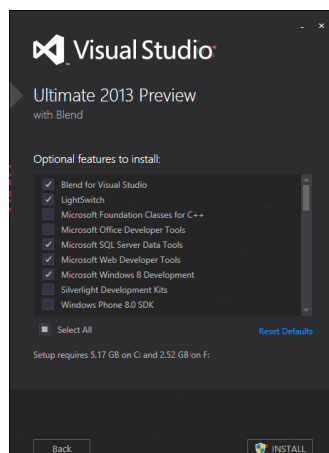 Visual Studio
Ultimate 2013 Preview
with Blend
Optional features to install:
Blend for Visual Studio
LightSwitch
Microsoft Foundation Classes for C++
Microsoft Office Developer Tools
Microsoft SQL Server Data Tools
Microsoft Web Developer Tools
Microsoft Windows 8 Development
Silverlight Development Kits
Windows Phone 8.0 SDK
Select All
Reset Defaults
Setup requires 5.17 GB on C: and 2.52 GB on F:
Back
INSTALL